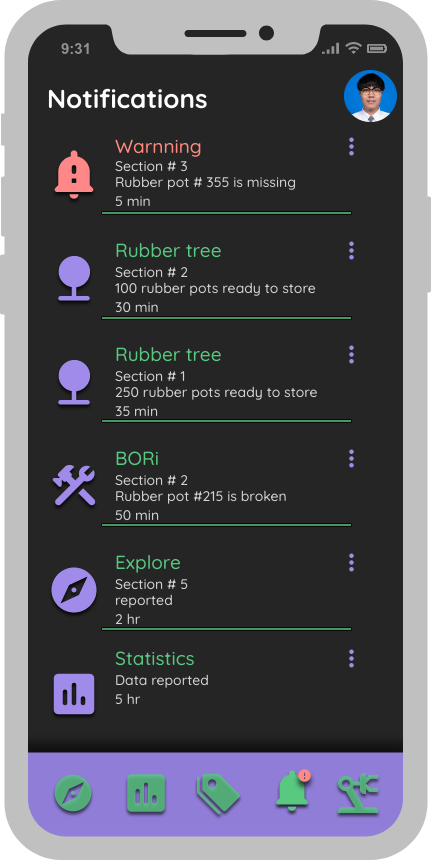 9:31
Notifications
Warnning
Section # 3
Rubber pot # 355 is missing
5 min
Rubber tree
Section # 2
100 rubber pots ready to store
30 min
Rubber tree
Section # 1
250 rubber pots ready to store
35 min
BORi
Section # 2
Rubber pot #215 is broken
50 min
Explore
Section # 5
reported
2 hr
Statistics
Data reported
5 hr